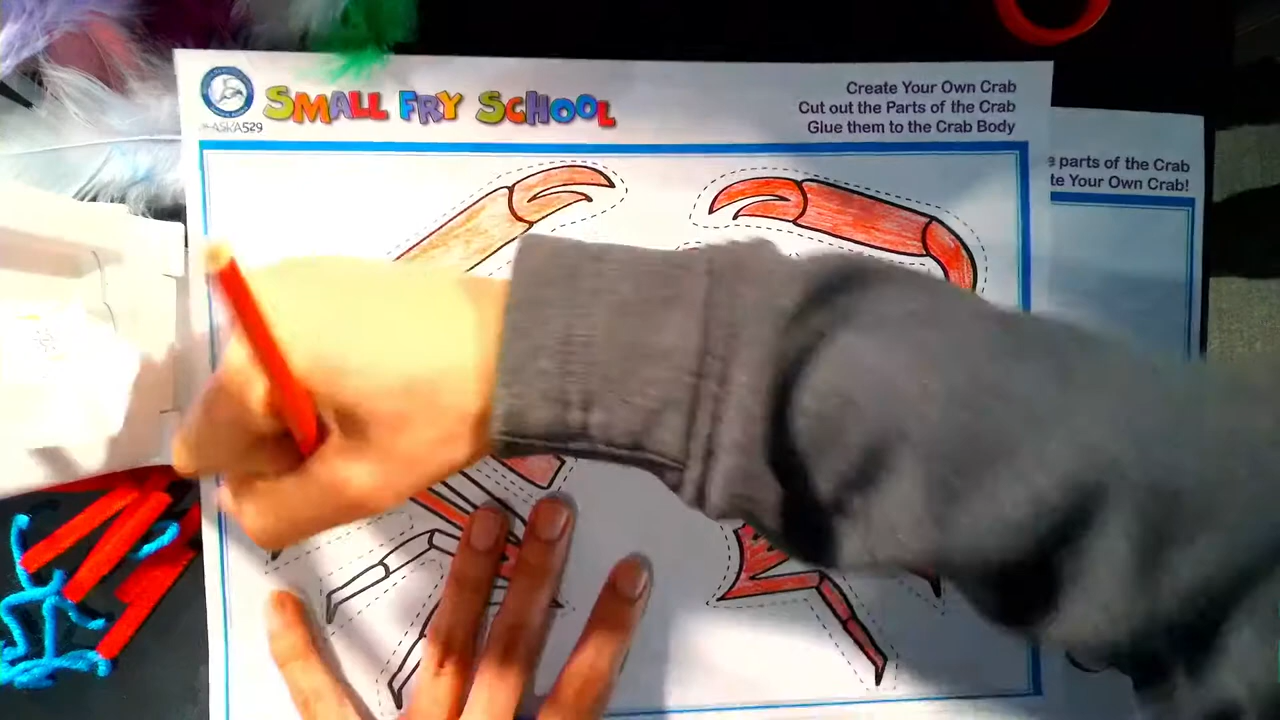 SMALL FRY SCHOOL
ALASKA529
Create Your Own Crab
Cut out the Parts of the Crab
Glue them to the Crab Body
parts of the Crab
te Your Own Crab!